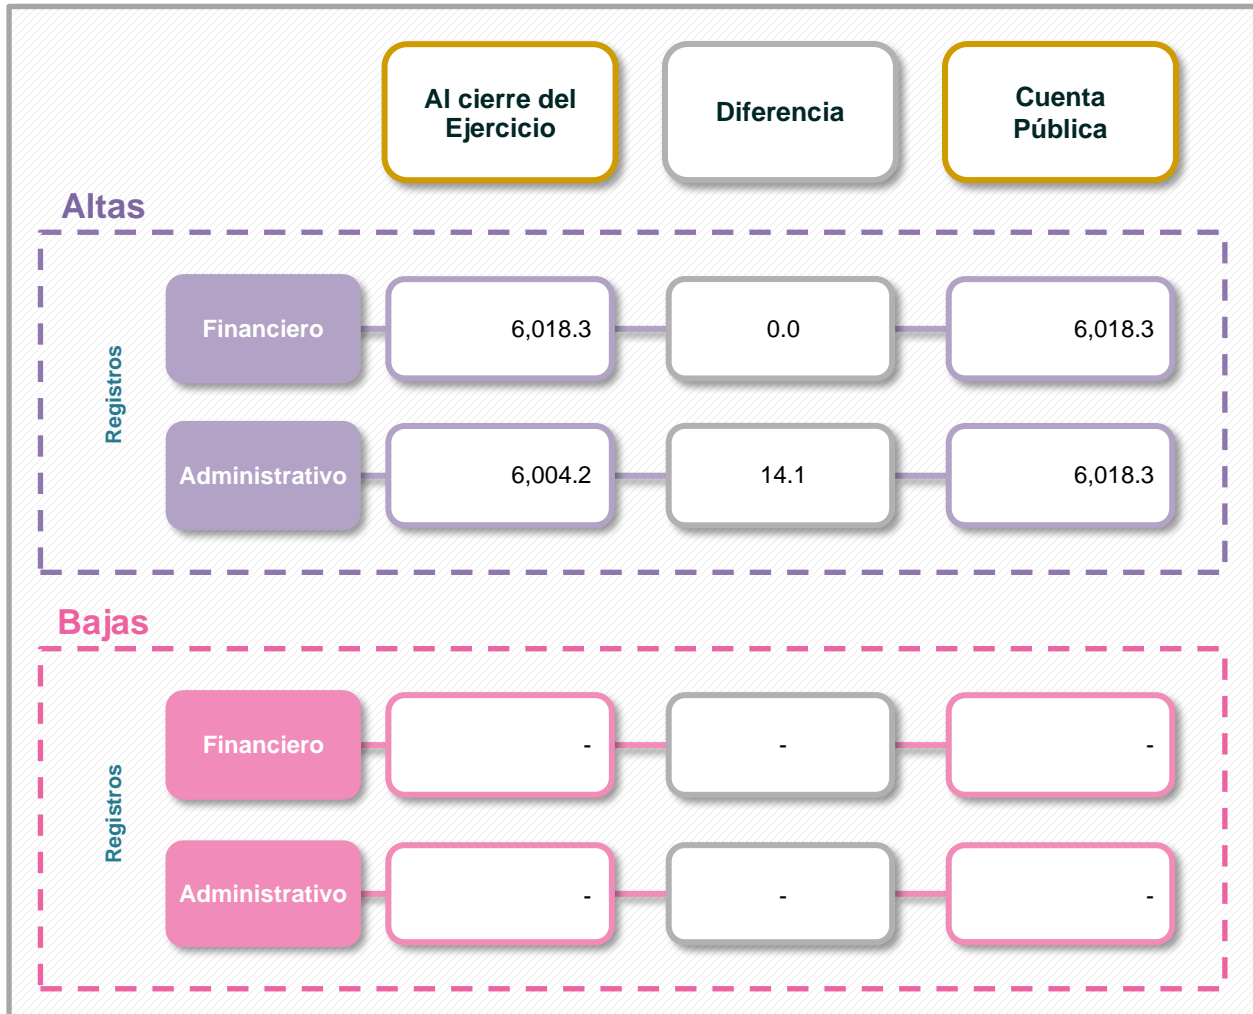 Al cierre del
Ejercicio
Diferencia
Cuenta
Pública
Altas
Registros
Financiero
6,018.3
0.0
6,018.3
Administrativo
6,004.2
14.1
6,018.3
Bajas
Registros
Financiero
-
-
-
Administrativo
-
-
-